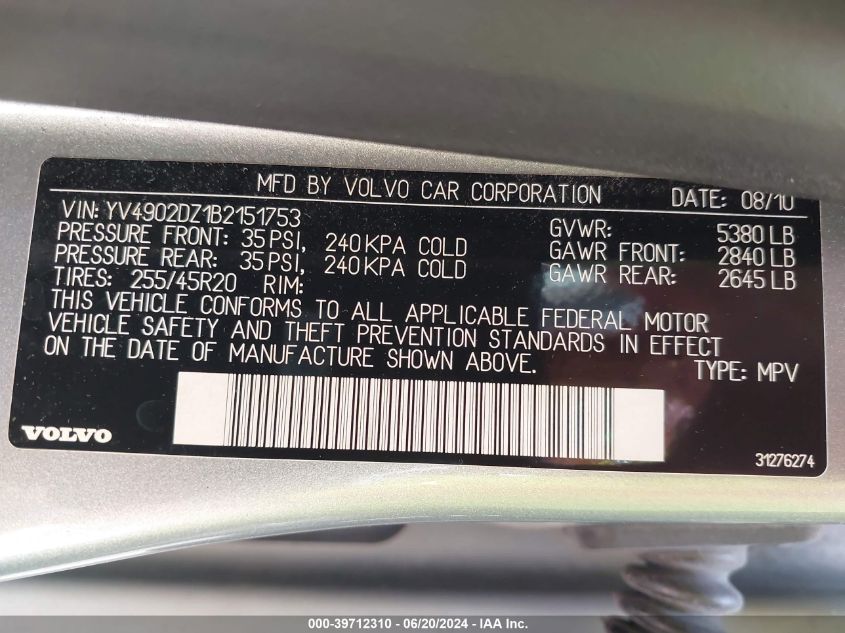 MFD BY VOLVO CAR CORPORATION DATE: 08/10
VIN: YV4902DZ1B2151753
PRESSURE FRONT: 35 PSI, 240 KPA COLD
PRESSURE REAR: 35 PSI, 240 KPA COLD
TIRES: 255/45R20 RIM:
GVWR: 5380 LB
GAWR FRONT: 2840 LB
GAWR REAR: 2645 LB
THIS VEHICLE CONFORMS TO ALL APPLICABLE FEDERAL MOTOR
VEHICLE SAFETY AND THEFT PREVENTION STANDARDS IN EFFECT
ON THE DATE OF MANUFACTURE SHOWN ABOVE.
TYPE: MPV
VOLVO
31276274
000-39712310 - 06/20/2024 - IAA Inc.